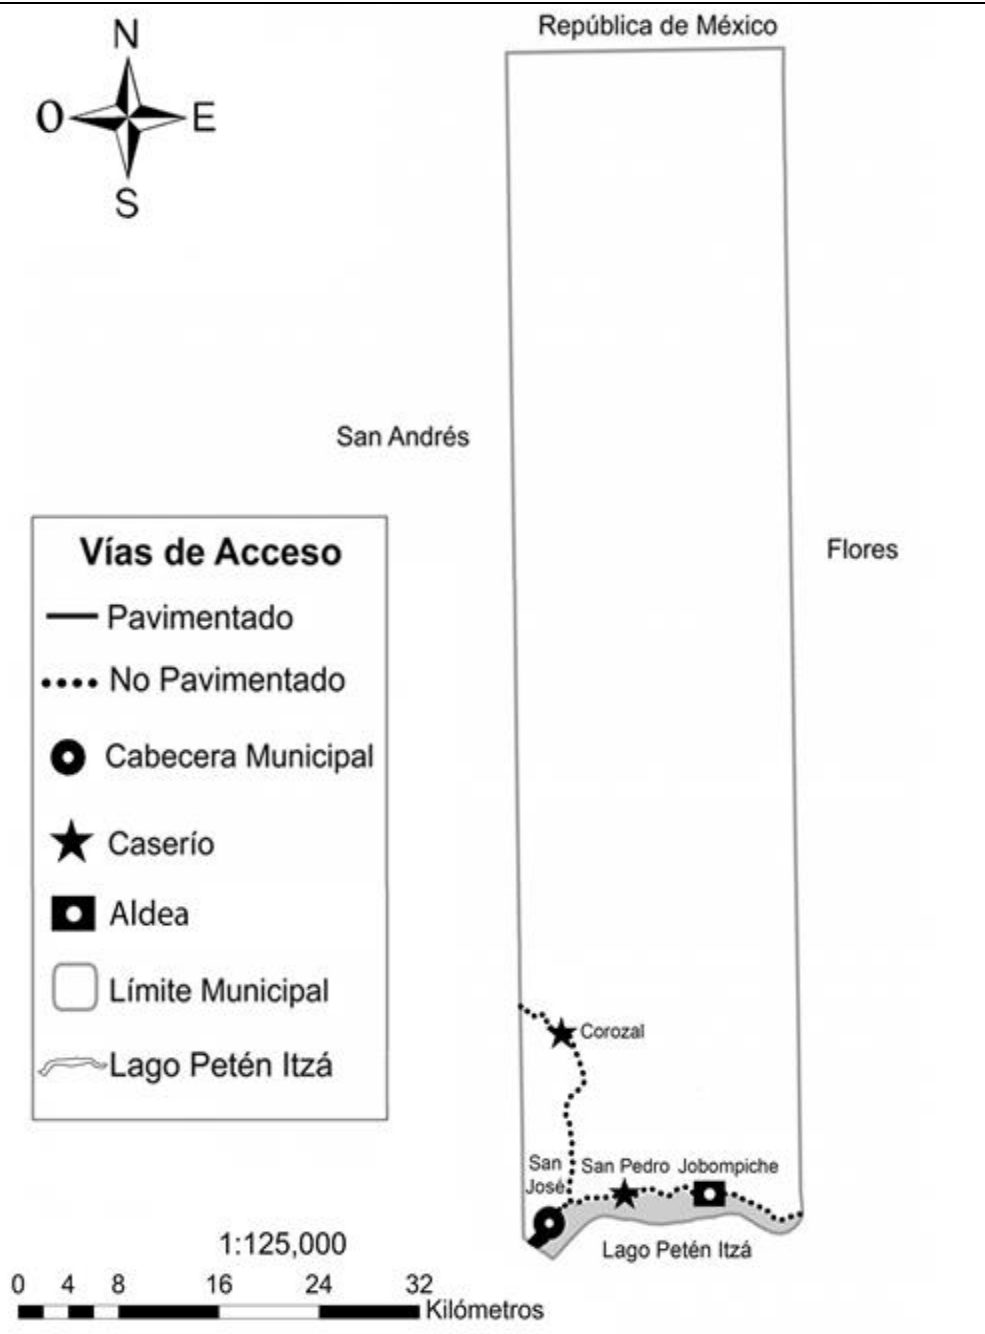 República de México
N
O
E
S
San Andrés
Flores
Vías de Acceso
Pavimentado
No Pavimentado
Cabecera Municipal
Caserío
Aldea
Límite Municipal
Lago Petén Itzá
Corozal
San
José
San Pedro
Jobompiche
Lago Petén Itzá
1:125,000
0 4 8 16 24 32
Kilómetros